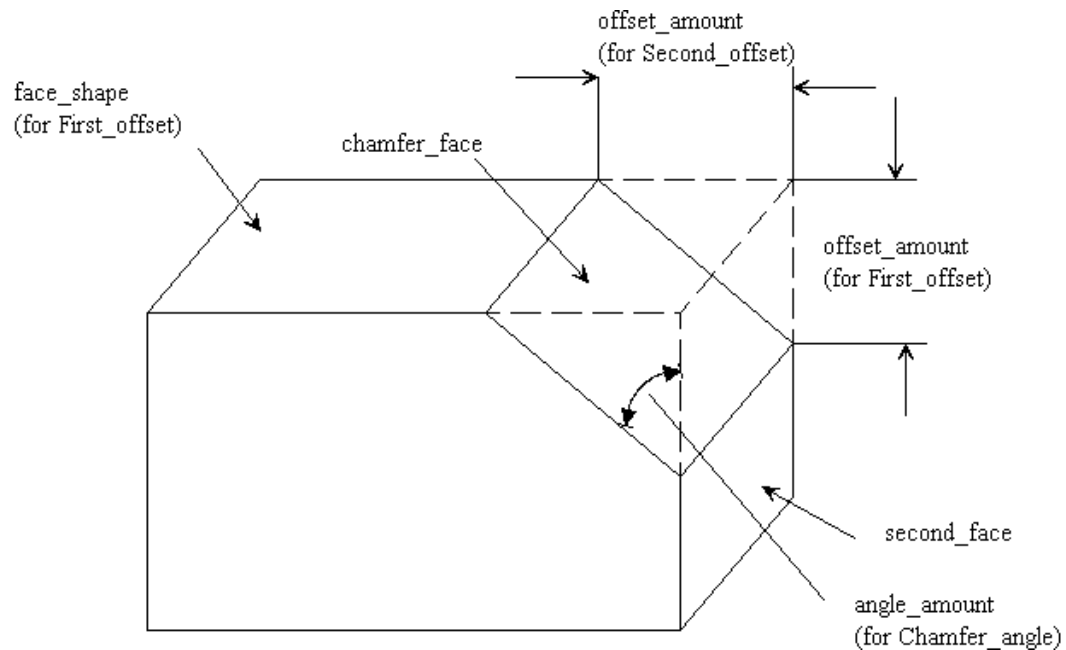 offset_amount
(for Second_offset)
face_shape
(for First_offset)
chamfer_face
offset_amount
(for First_offset)
second_face
angle_amount
(for Chamfer_angle)